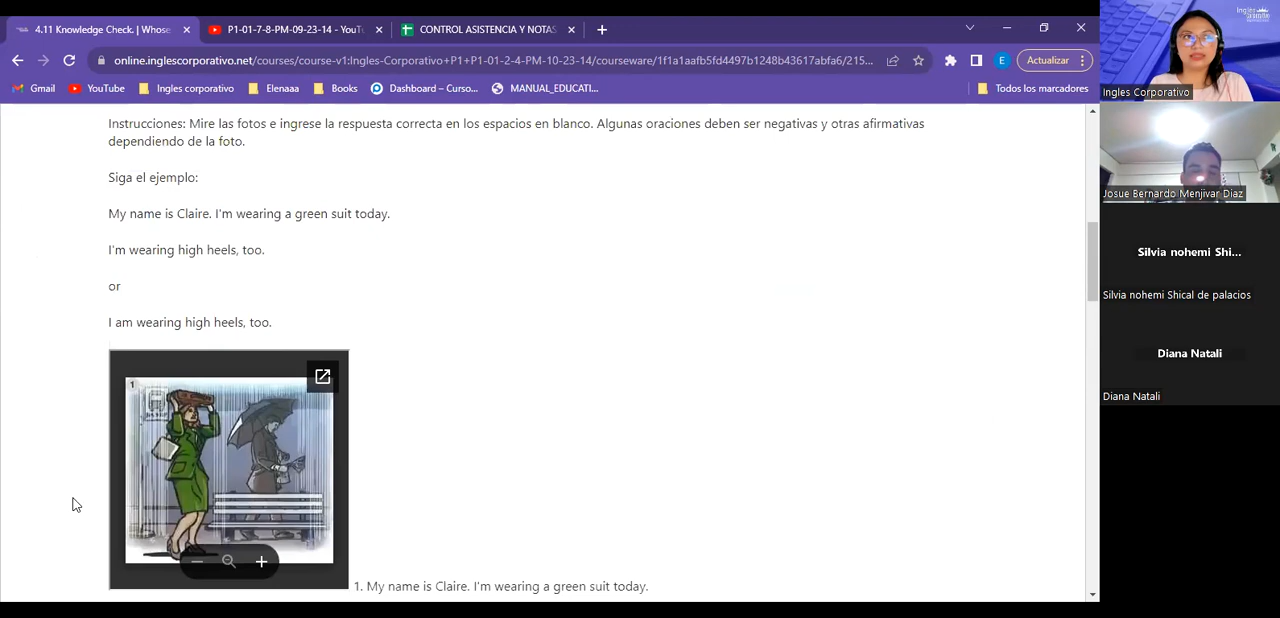 4.11 Knowledge Check. | Whose
P1-01-7-8-PM-09-23-14 - YouTu
CONTROL ASISTENCIA Y NOTAS
online.inglescorporativo.net/courses/course-v1:Ingles-Corporativo+P1+P1-01-2-4-PM-10-23-14/courseware/1f1a1aafb5fd4497b1248b43617abfa6/215...
E
Actualizar
Gmail
YouTube
Ingles corporativo
Elenaaa
Books
Dashboard – Curso...
MANUAL_EDUCATI...
Todos los marcadores
Instrucciones: Mire las fotos e ingrese la respuesta correcta en los espacios en blanco. Algunas oraciones deben ser negativas y otras afirmativas
dependiendo de la foto.
Siga el ejemplo:
My name is Claire. I'm wearing a green suit today.
I'm wearing high heels, too.
or
I am wearing high heels, too.
1
1. My name is Claire. I'm wearing a green suit today.
Ingles Corporativo
Josue Bernardo Menjivar Diaz
Silvia nohemi Shi...
Silvia nohemi Shical de palacios
Diana Natali
Diana Natali